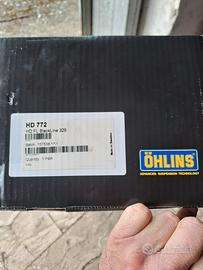 HD 772
HD FL BlackLine 329
Quantity: 1 PAIR
ÖHLINS
ADVANCED SUSPENSION TECHNOLOGY